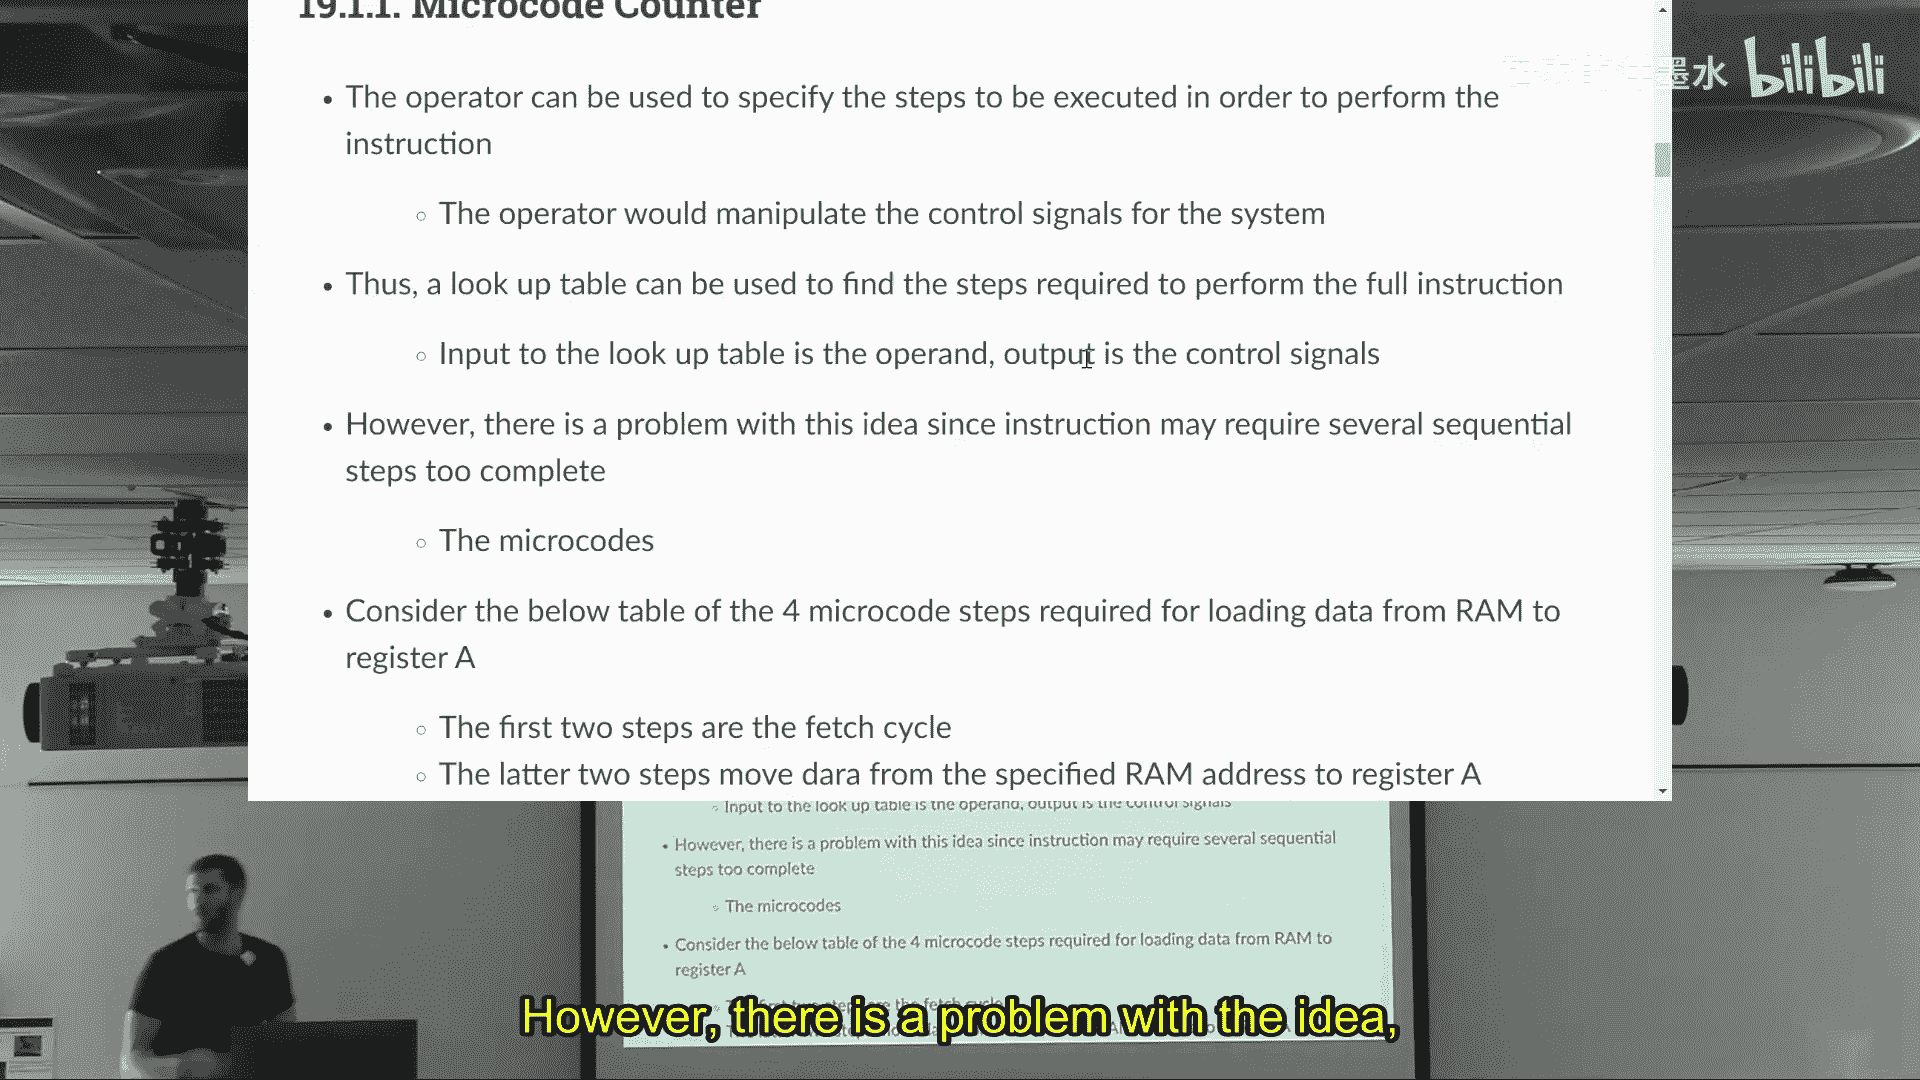 19.1.1. Microcode Counter
墨水 bilibili
• The operator can be used to specify the steps to be executed in order to perform the
instruction
○ The operator would manipulate the control signals for the system
• Thus, a look up table can be used to find the steps required to perform the full instruction
○ Input to the look up table is the operand, output is the control signals
• However, there is a problem with this idea since instruction may require several sequential
steps too complete
○ The microcodes
• Consider the below table of the 4 microcode steps required for loading data from RAM to
register A
○ The first two steps are the fetch cycle
○ The latter two steps move dara from the specified RAM address to register A
○ Input to the look up table is the operand, output is the control signals
• However, there is a problem with this idea since instruction may require several sequential
steps too complete
○ The microcodes
• Consider the below table of the 4 microcode steps required for loading data from RAM to
register A
However, there is a problem with the idea,